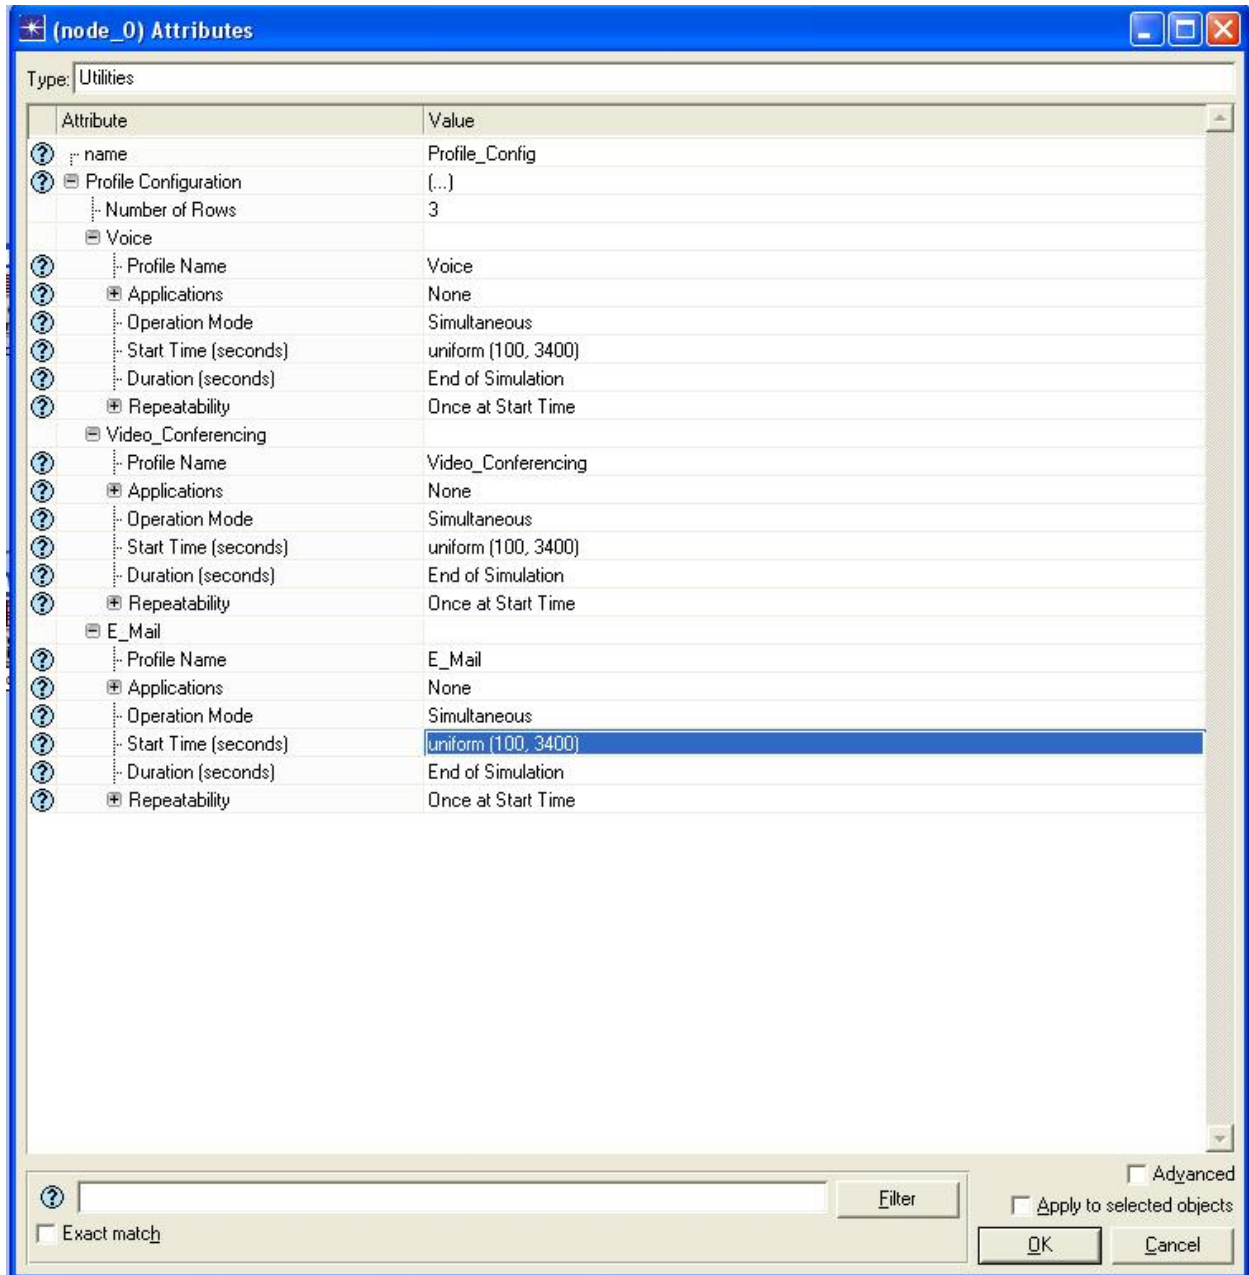 (node_0) Attributes
Type: Utilities
Attribute Value
name Profile_Config
Profile Configuration (...)
Number of Rows 3
Voice
Profile Name Voice
Applications None
Operation Mode Simultaneous
Start Time (seconds) uniform (100, 3400)
Duration (seconds) End of Simulation
Repeatability Once at Start Time
Video_Conferencing
Profile Name Video_Conferencing
Applications None
Operation Mode Simultaneous
Start Time (seconds) uniform (100, 3400)
Duration (seconds) End of Simulation
Repeatability Once at Start Time
E_Mail
Profile Name E_Mail
Applications None
Operation Mode Simultaneous
Start Time (seconds) uniform (100, 3400)
Duration (seconds) End of Simulation
Repeatability Once at Start Time
Advanced
Filter Apply to selected objects
Exact match
OK Cancel